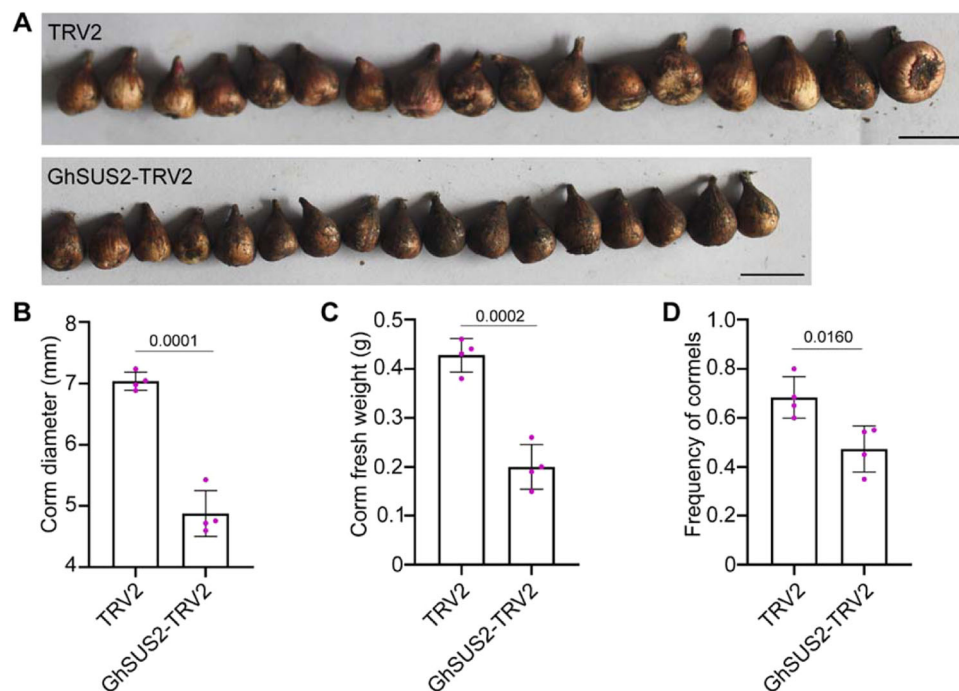 A
TRV2
GhSUS2-TRV2
B
Corm diameter (mm)
8
7
6
5
4
0.0001
TRV2
GhSUS2-TRV2
C
Corm fresh weight (g)
0.5
0.4
0.3
0.2
0.1
0
0.0002
TRV2
GhSUS2-TRV2
D
Frequency of cormels
1.0
0.8
0.6
0.4
0.2
0
0.0160
TRV2
GhSUS2-TRV2